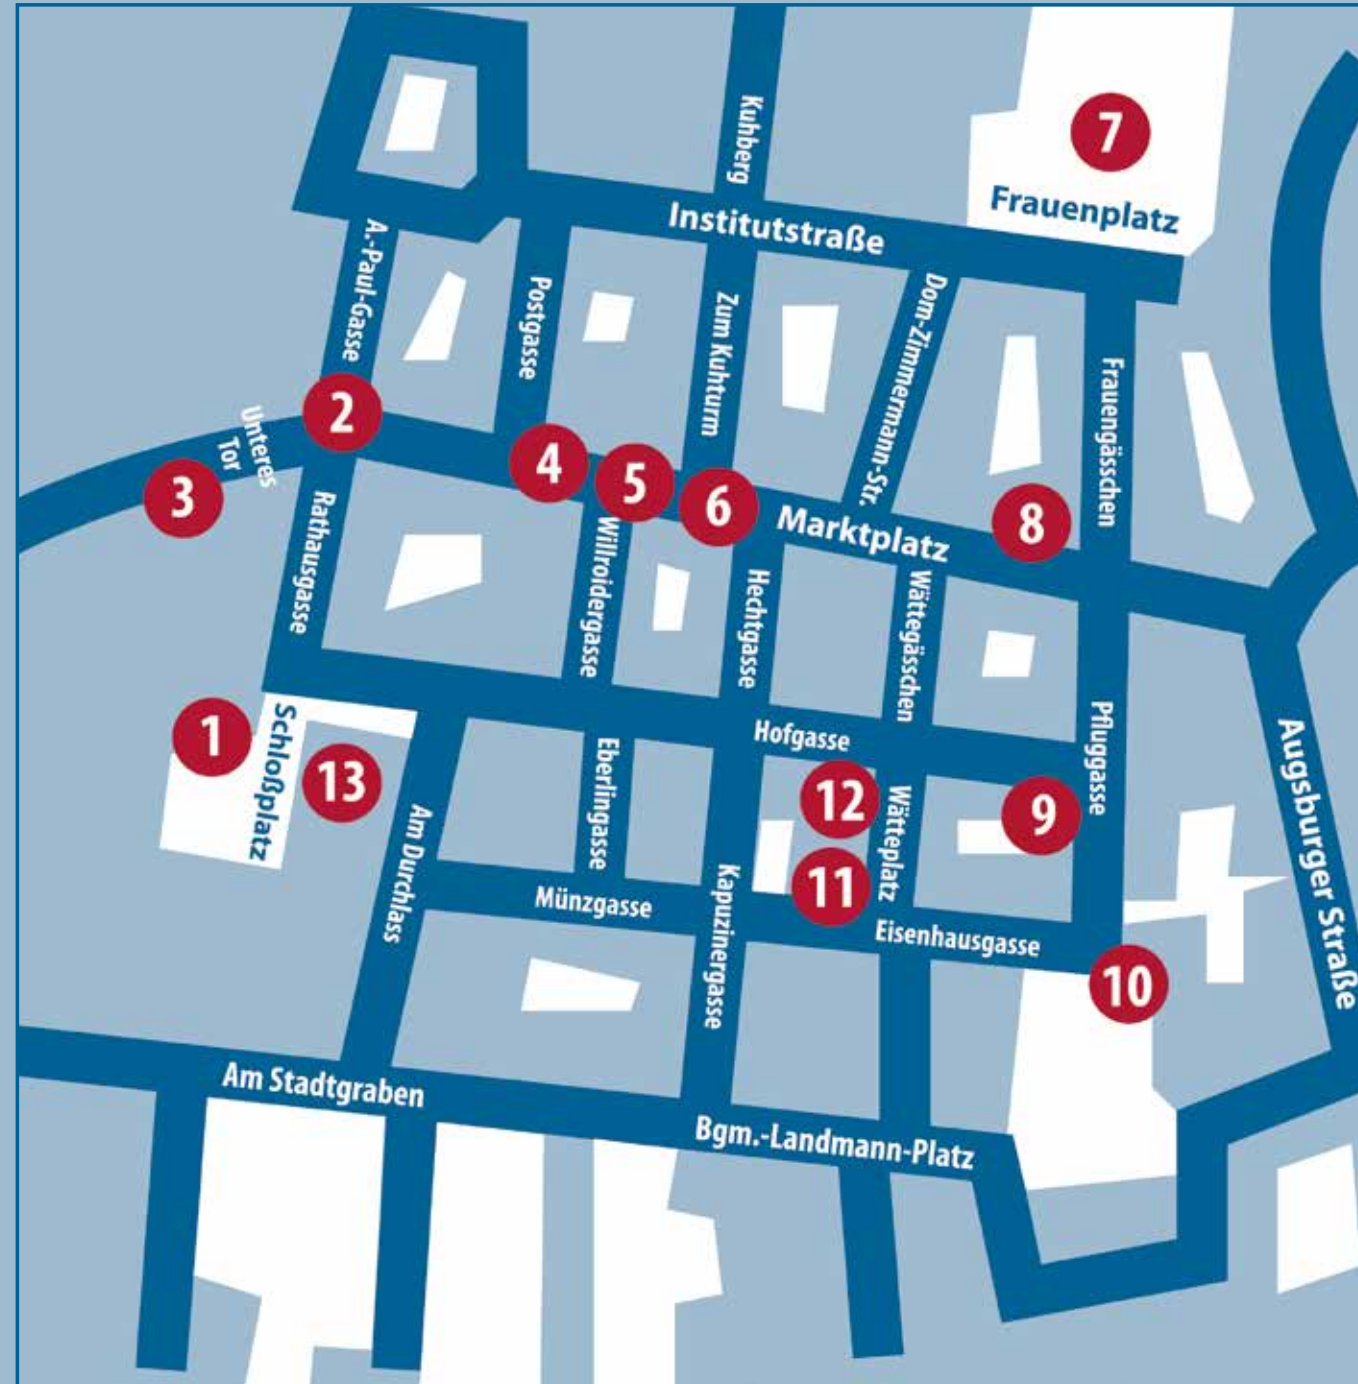 Kuhberg
7
Frauenplatz
Institutstraße
A.-Paul-Gasse
Postgasse
Zum Kuhturm
Dom-Zimmermann-Str.
Frauengässchen
2
Unteres
Tor
3
4
5
6
8
Marktplatz
Rathausgasse
Willroidergasse
Hechtgasse
Wättegässchen
1
Schloßplatz
13
Hofgasse
Pfluggasse
Augsburger Straße
Eberlingasse
12
Wätteplatz
9
Am Durchlass
11
Münzgasse
Kapuzinergasse
Eisenhausgasse
10
Am Stadtgraben
Bgm.-Landmann-Platz